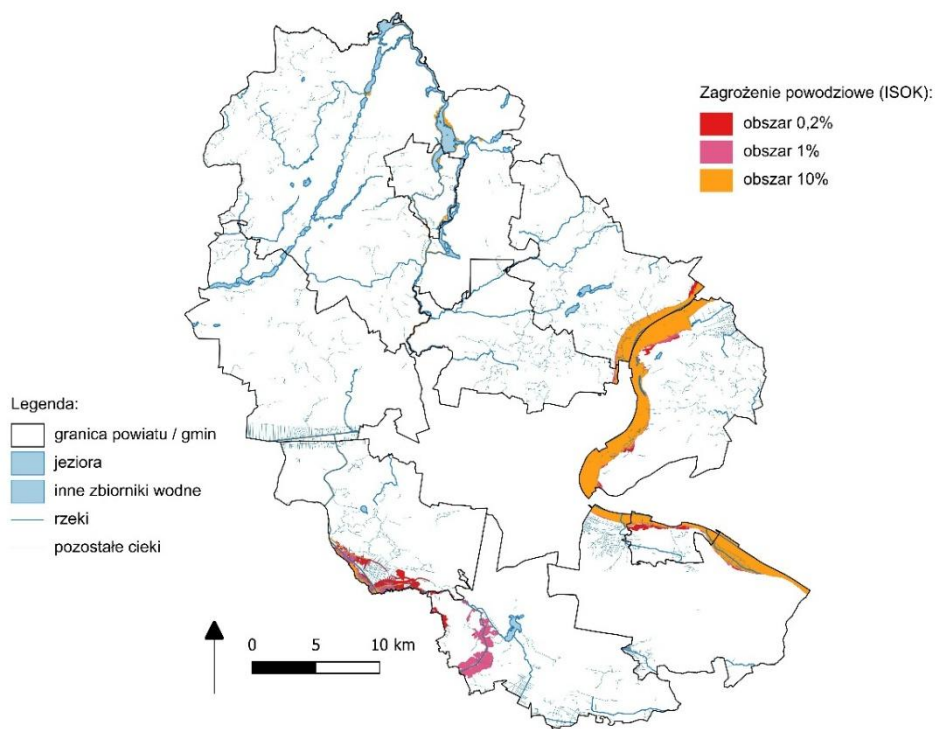 Zagrożenie powodziowe (ISOK):
obszar 0,2%
obszar 1%
obszar 10%
Legenda:
granica powiatu / gmin
jeziora
inne zbiorniki wodne
rzeki
pozostałe cieki
0 5 10 km